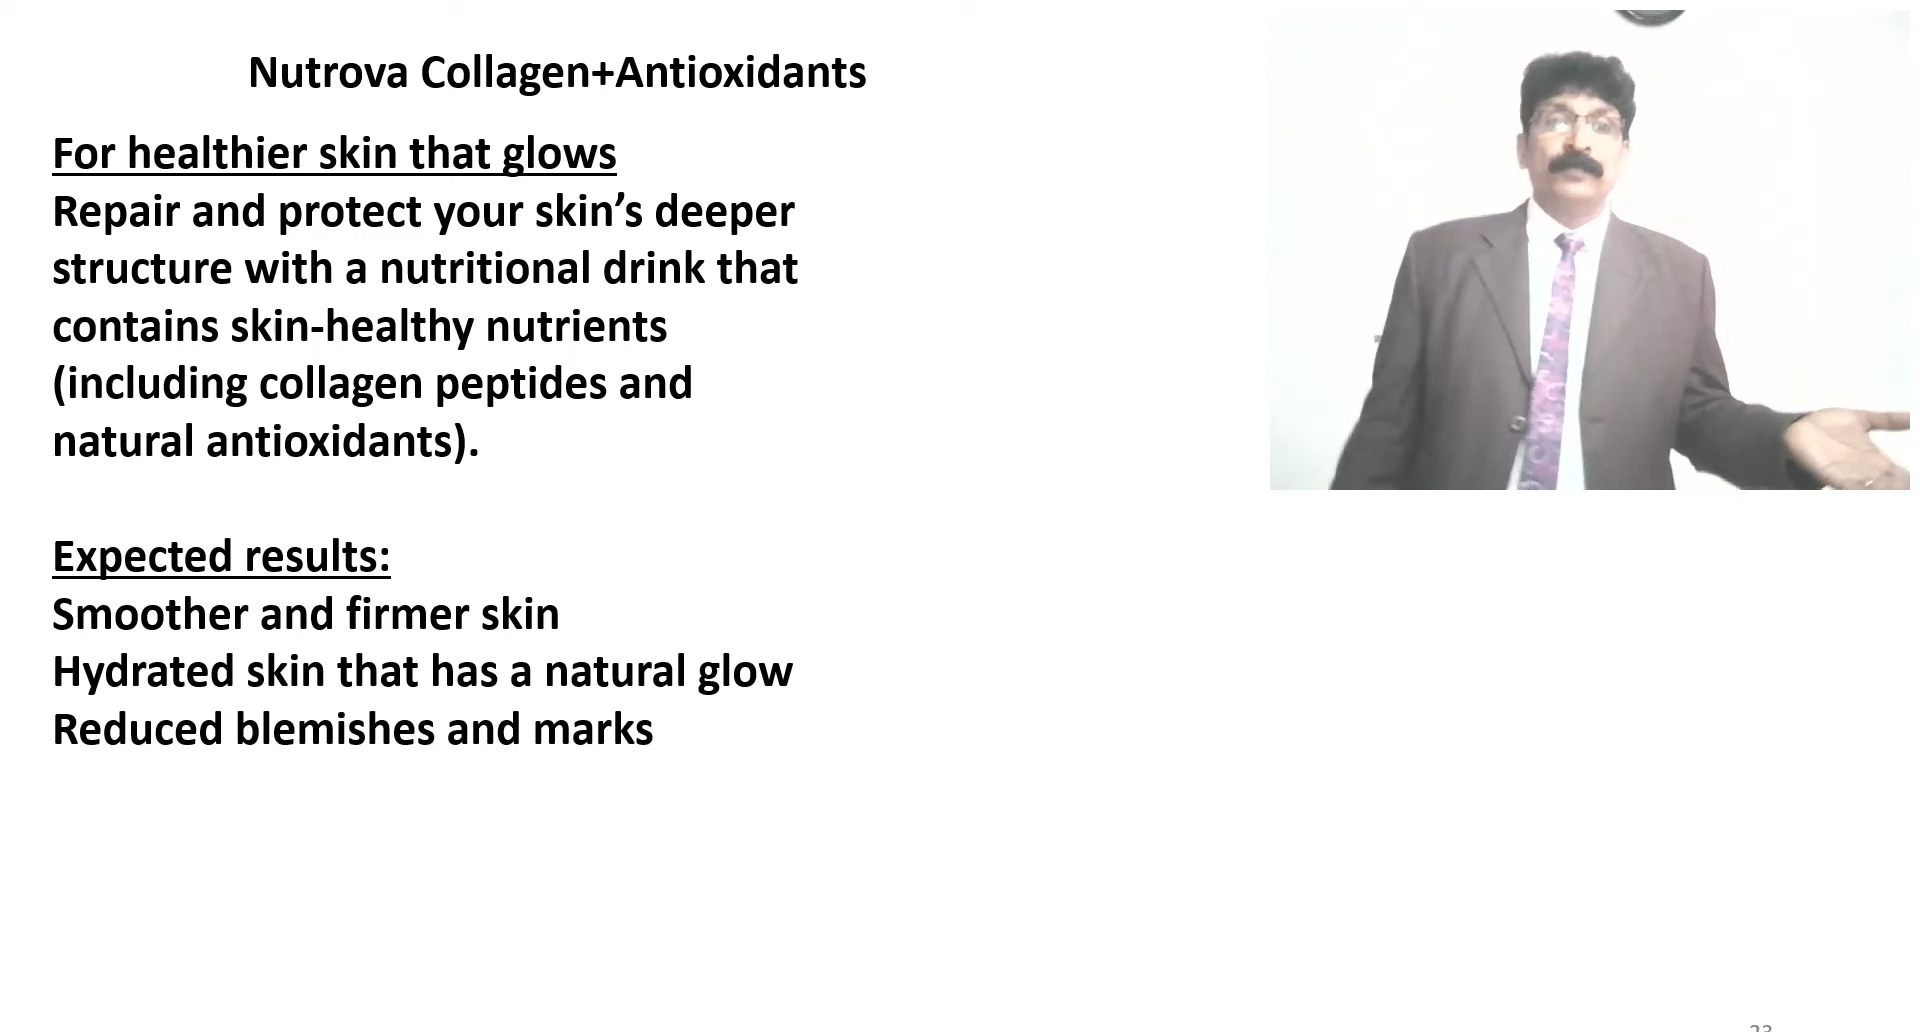 Nutrova Collagen+Antioxidants
For healthier skin that glows
Repair and protect your skin’s deeper
structure with a nutritional drink that
contains skin-healthy nutrients
(including collagen peptides and
natural antioxidants).
Expected results:
Smoother and firmer skin
Hydrated skin that has a natural glow
Reduced blemishes and marks
23